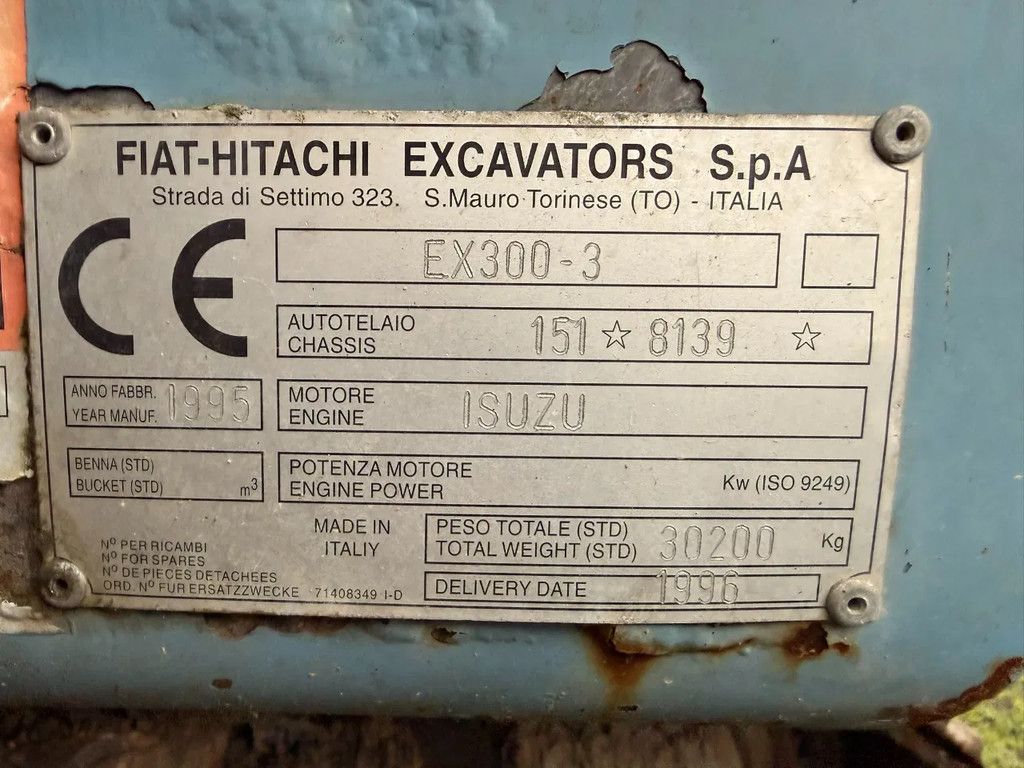 FIAT-HITACHI EXCAVATORS S.p.A
Strada di Settimo 323. S.Mauro Torinese (TO) - ITALIA
CE
EX300-3
AUTOTELAIO
CHASSIS
151 ☆ 8139 ☆
ANNO FABBR.
YEAR MANUF.
1995
MOTORE
ENGINE
ISUZU
BENNA (STD)
BUCKET (STD) m³
POTENZA MOTORE
ENGINE POWER
Kw (ISO 9249)
MADE IN
ITALIY
PESO TOTALE (STD)
TOTAL WEIGHT (STD)
30200 Kg
Nº PER RICAMBI
Nº FOR SPARES
Nº DE PIECES DETACHEES
ORD. Nº FUR ERSATZZWECKE 71408349 I-D
DELIVERY DATE 1996